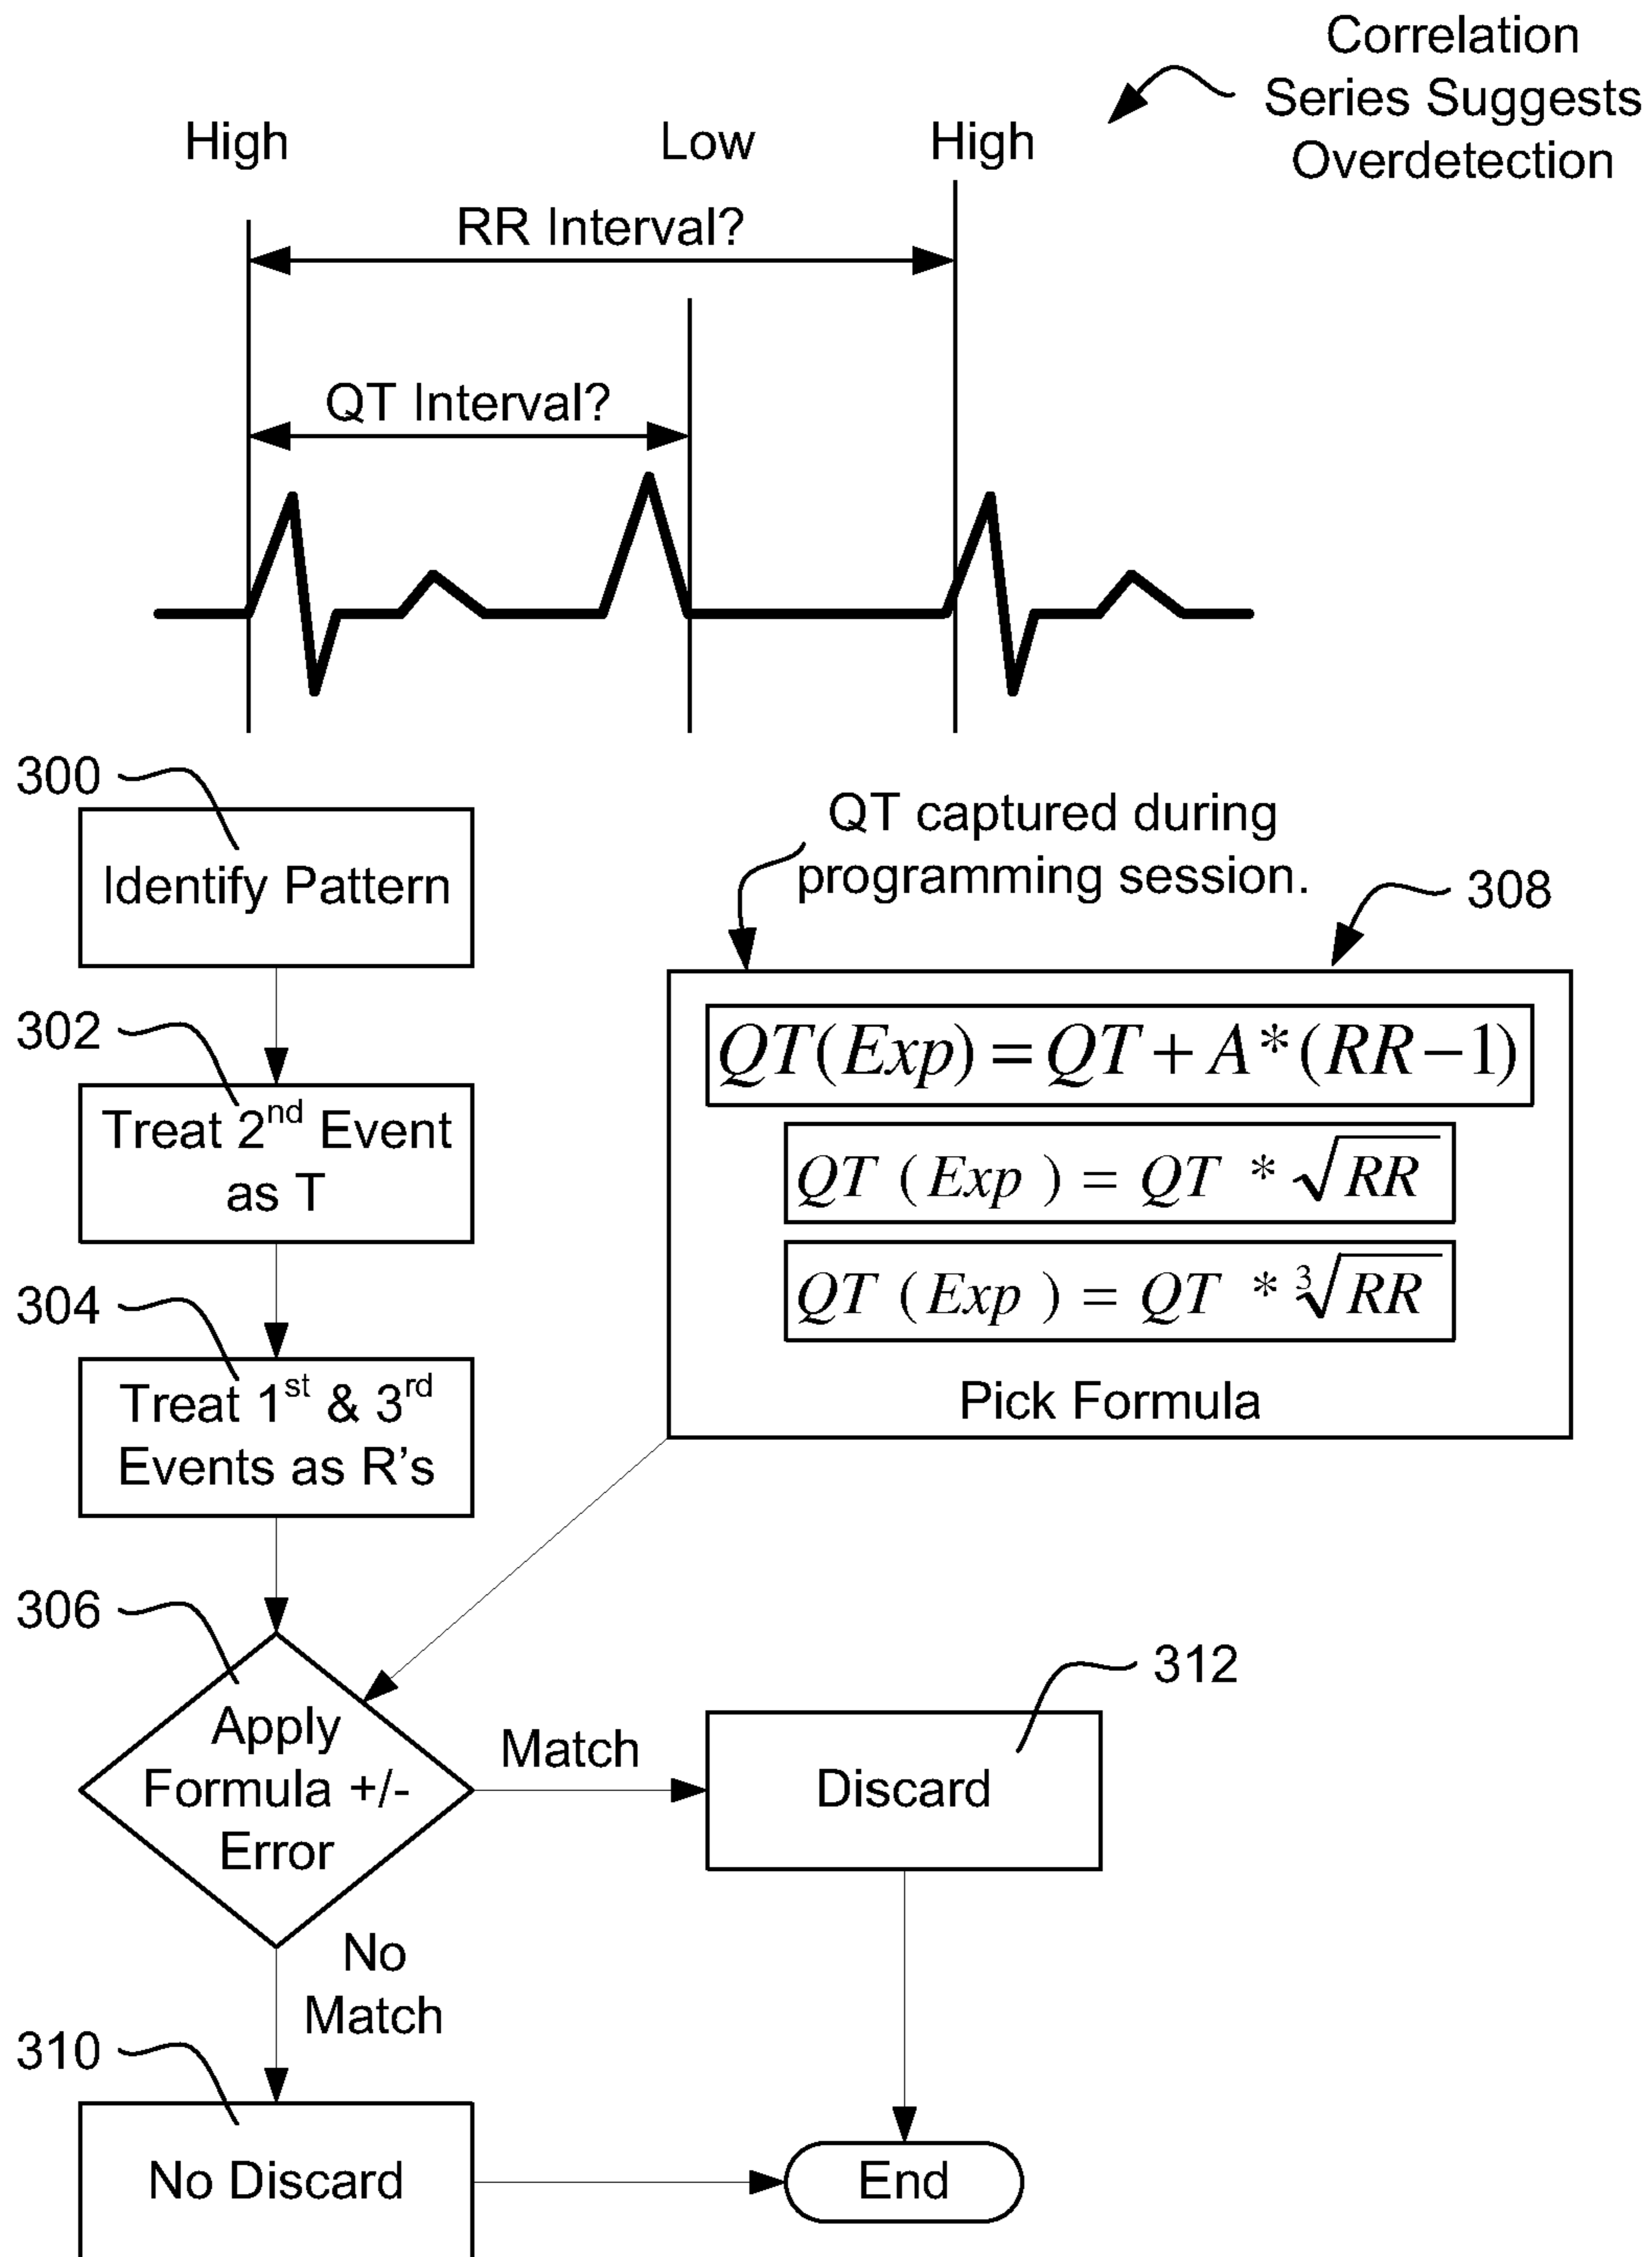 Correlation
Series Suggests
Overdetection
High Low High
RR Interval?
QT Interval?
300
Identify Pattern
QT captured during
programming session.
308
302
Treat 2nd Event
as T
QT(Exp) = QT + A*(RR−1)
QT (Exp ) = QT * √RR
QT (Exp ) = QT * ³√RR
Pick Formula
304
Treat 1st & 3rd
Events as R’s
306
Apply
Formula +/-
Error
Match
312
Discard
No
Match
310
No Discard
End